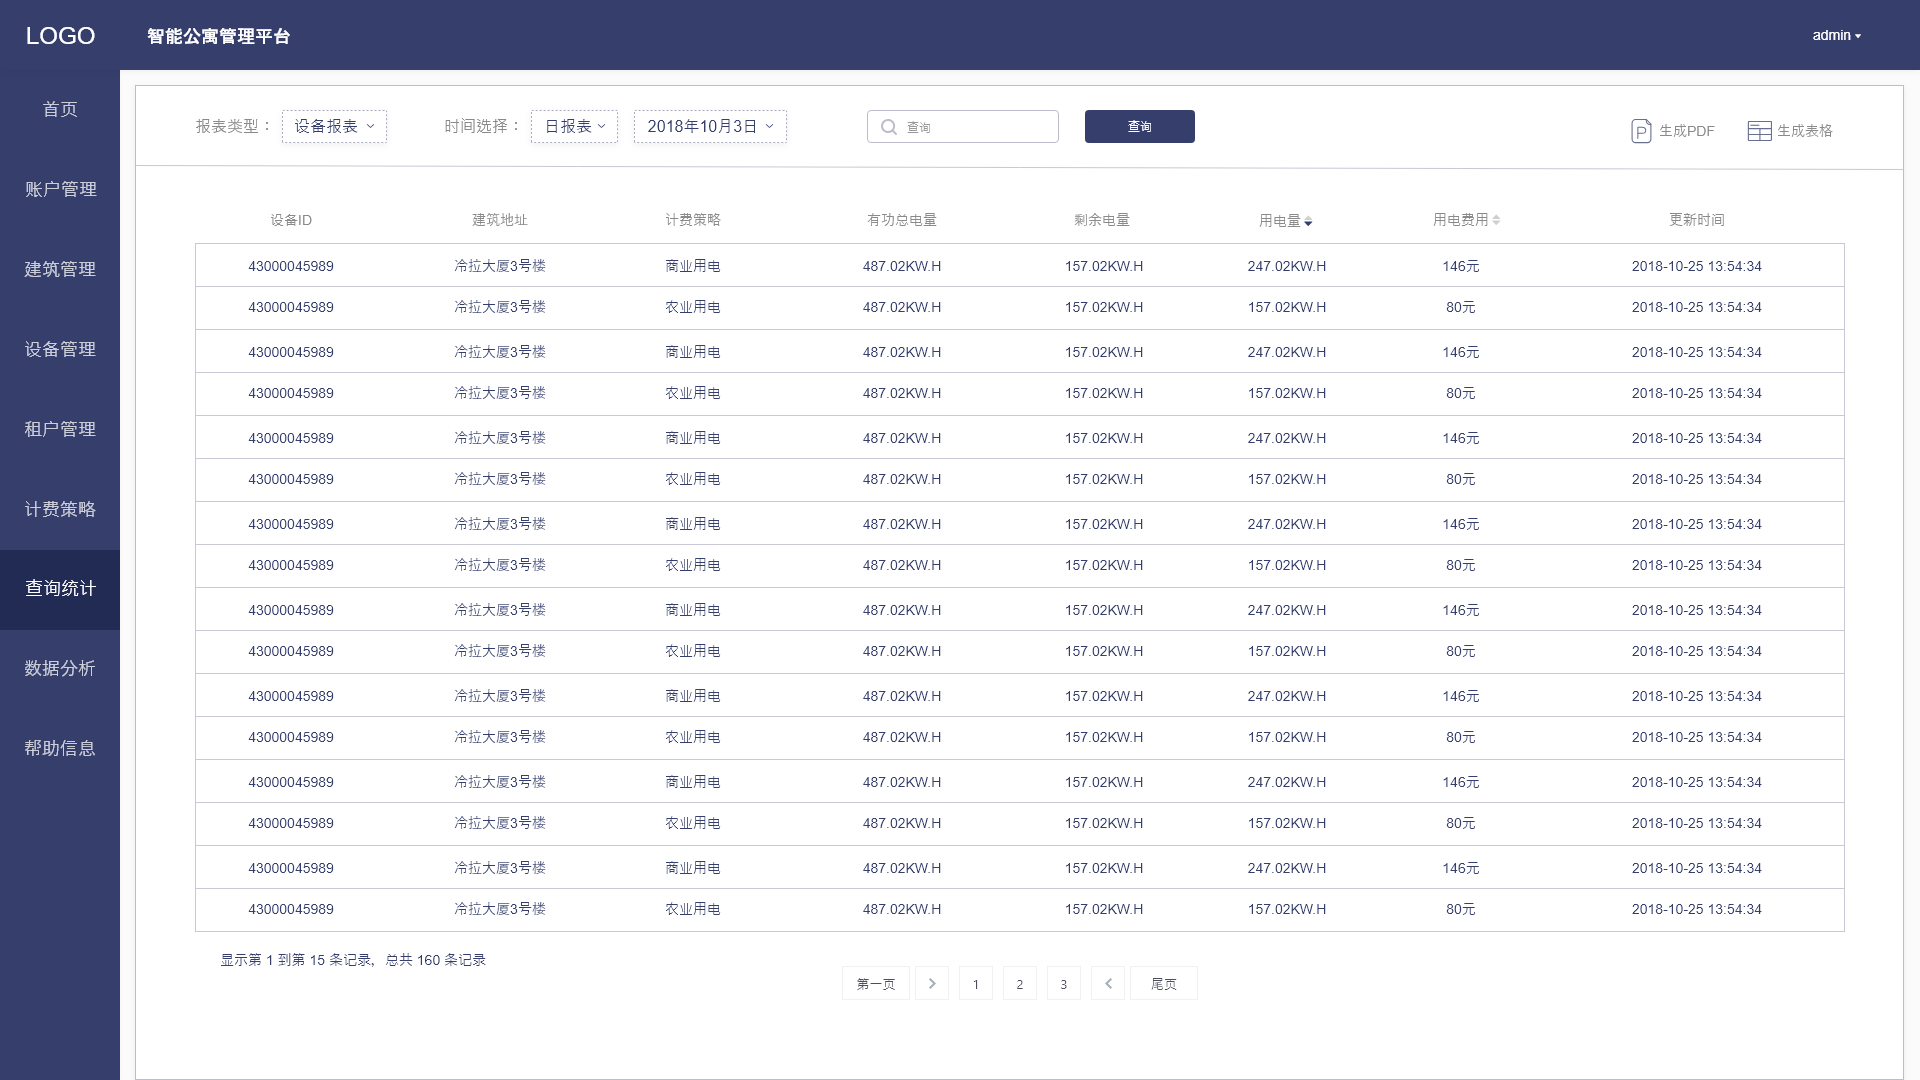 LOGO 智能公寓管理平台 admin
首页
账户管理
建筑管理
设备管理
租户管理
计费策略
查询统计
数据分析
帮助信息
报表类型： 设备报表 时间选择： 日报表 2018年10月3日 查询 查询 生成PDF 生成表格
设备ID 建筑地址 计费策略 有功总电量 剩余电量 用电量 用电费用 更新时间
43000045989 冷拉大厦3号楼 商业用电 487.02KW.H 157.02KW.H 247.02KW.H 146元 2018-10-25 13:54:34
43000045989 冷拉大厦3号楼 农业用电 487.02KW.H 157.02KW.H 157.02KW.H 80元 2018-10-25 13:54:34
43000045989 冷拉大厦3号楼 商业用电 487.02KW.H 157.02KW.H 247.02KW.H 146元 2018-10-25 13:54:34
43000045989 冷拉大厦3号楼 农业用电 487.02KW.H 157.02KW.H 157.02KW.H 80元 2018-10-25 13:54:34
43000045989 冷拉大厦3号楼 商业用电 487.02KW.H 157.02KW.H 247.02KW.H 146元 2018-10-25 13:54:34
43000045989 冷拉大厦3号楼 农业用电 487.02KW.H 157.02KW.H 157.02KW.H 80元 2018-10-25 13:54:34
43000045989 冷拉大厦3号楼 商业用电 487.02KW.H 157.02KW.H 247.02KW.H 146元 2018-10-25 13:54:34
43000045989 冷拉大厦3号楼 农业用电 487.02KW.H 157.02KW.H 157.02KW.H 80元 2018-10-25 13:54:34
43000045989 冷拉大厦3号楼 商业用电 487.02KW.H 157.02KW.H 247.02KW.H 146元 2018-10-25 13:54:34
43000045989 冷拉大厦3号楼 农业用电 487.02KW.H 157.02KW.H 157.02KW.H 80元 2018-10-25 13:54:34
43000045989 冷拉大厦3号楼 商业用电 487.02KW.H 157.02KW.H 247.02KW.H 146元 2018-10-25 13:54:34
43000045989 冷拉大厦3号楼 农业用电 487.02KW.H 157.02KW.H 157.02KW.H 80元 2018-10-25 13:54:34
43000045989 冷拉大厦3号楼 商业用电 487.02KW.H 157.02KW.H 247.02KW.H 146元 2018-10-25 13:54:34
43000045989 冷拉大厦3号楼 农业用电 487.02KW.H 157.02KW.H 157.02KW.H 80元 2018-10-25 13:54:34
43000045989 冷拉大厦3号楼 商业用电 487.02KW.H 157.02KW.H 247.02KW.H 146元 2018-10-25 13:54:34
43000045989 冷拉大厦3号楼 农业用电 487.02KW.H 157.02KW.H 157.02KW.H 80元 2018-10-25 13:54:34
显示第 1 到第 15 条记录，总共 160 条记录
第一页 > 1 2 3 < 尾页